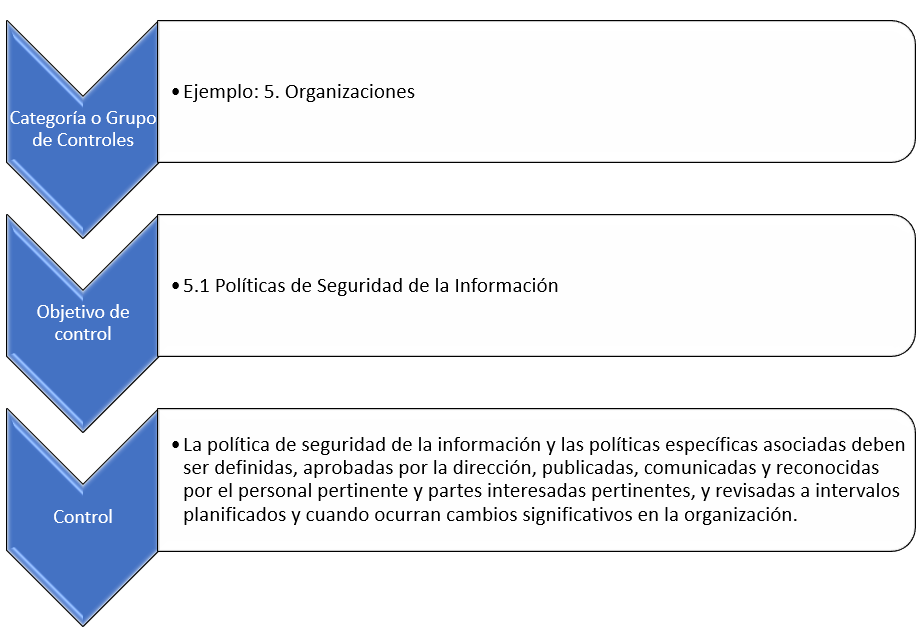 Categoría o Grupo
de Controles
• Ejemplo: 5. Organizaciones
Objetivo de
control
• 5.1 Políticas de Seguridad de la Información
Control
• La política de seguridad de la información y las políticas específicas asociadas deben
ser definidas, aprobadas por la dirección, publicadas, comunicadas y reconocidas
por el personal pertinente y partes interesadas pertinentes, y revisadas a intervalos
planificados y cuando ocurran cambios significativos en la organización.